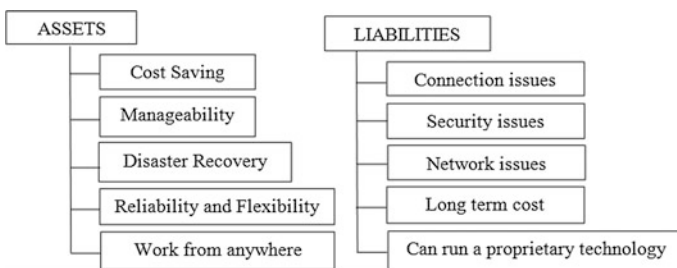 ASSETS
Cost Saving
Manageability
Disaster Recovery
Reliability and Flexibility
Work from anywhere
LIABILITIES
Connection issues
Security issues
Network issues
Long term cost
Can run a proprietary technology